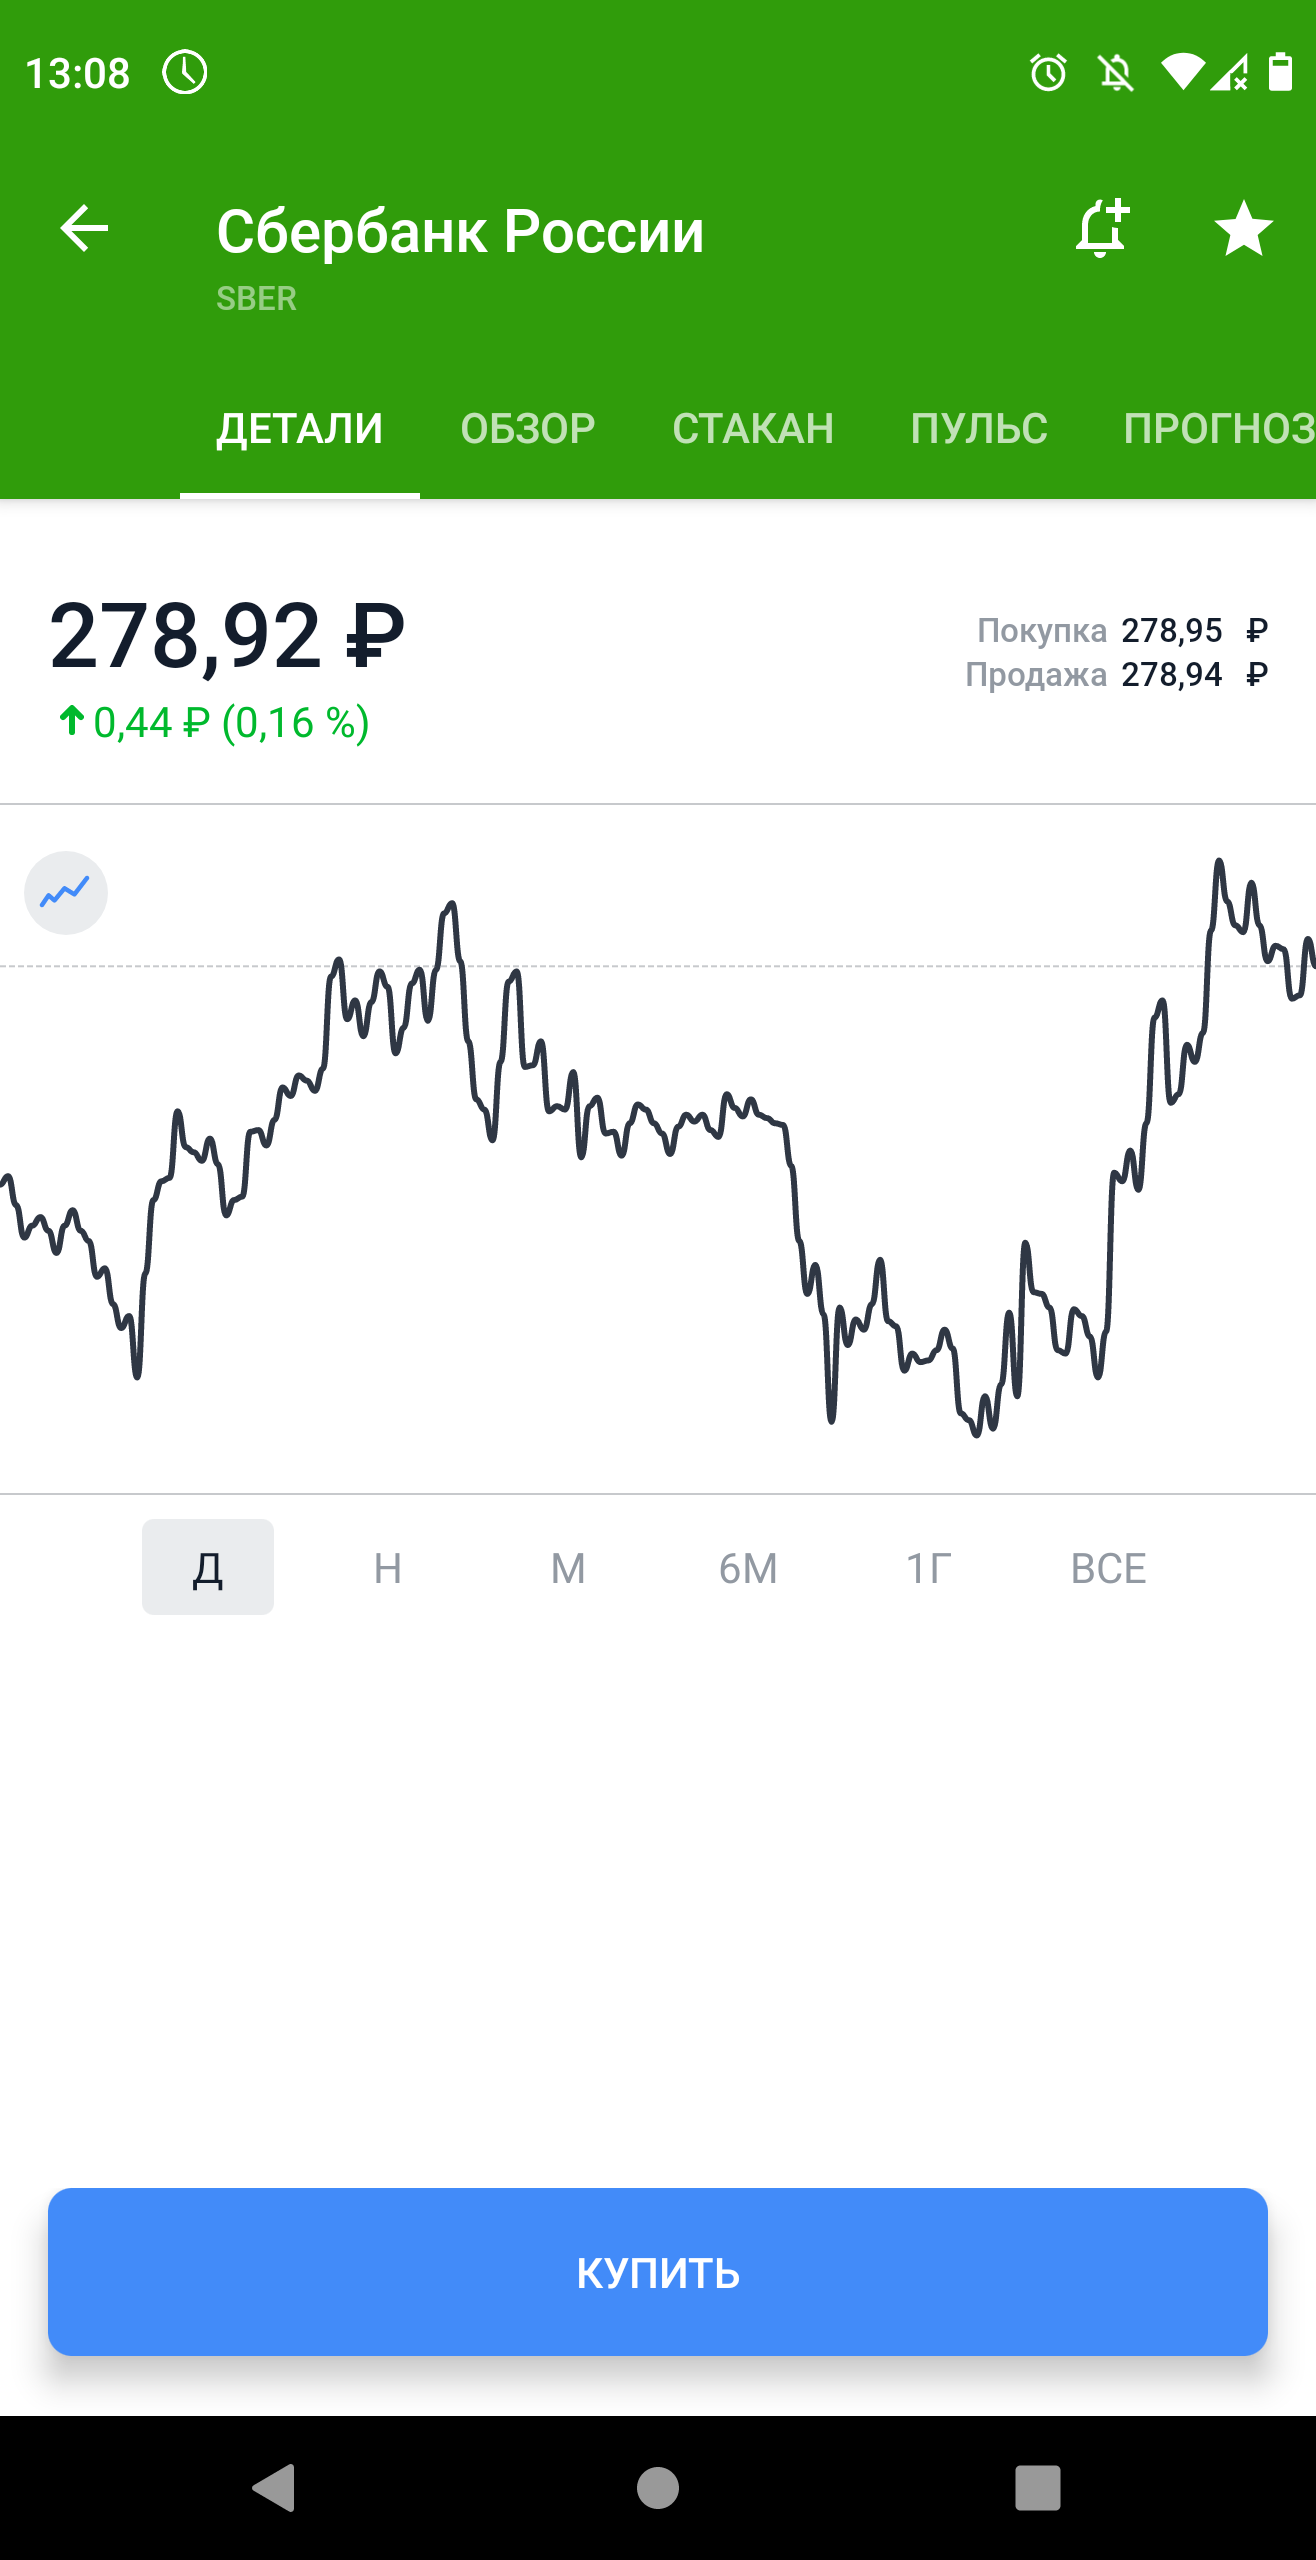 13:08
Сбербанк России
SBER
ДЕТАЛИ ОБЗОР СТАКАН ПУЛЬС ПРОГНОЗ
278,92 ₽
Покупка 278,95 ₽
Продажа 278,94 ₽
0,44 ₽ (0,16 %)
Д Н М 6М 1Г ВСЕ
КУПИТЬ